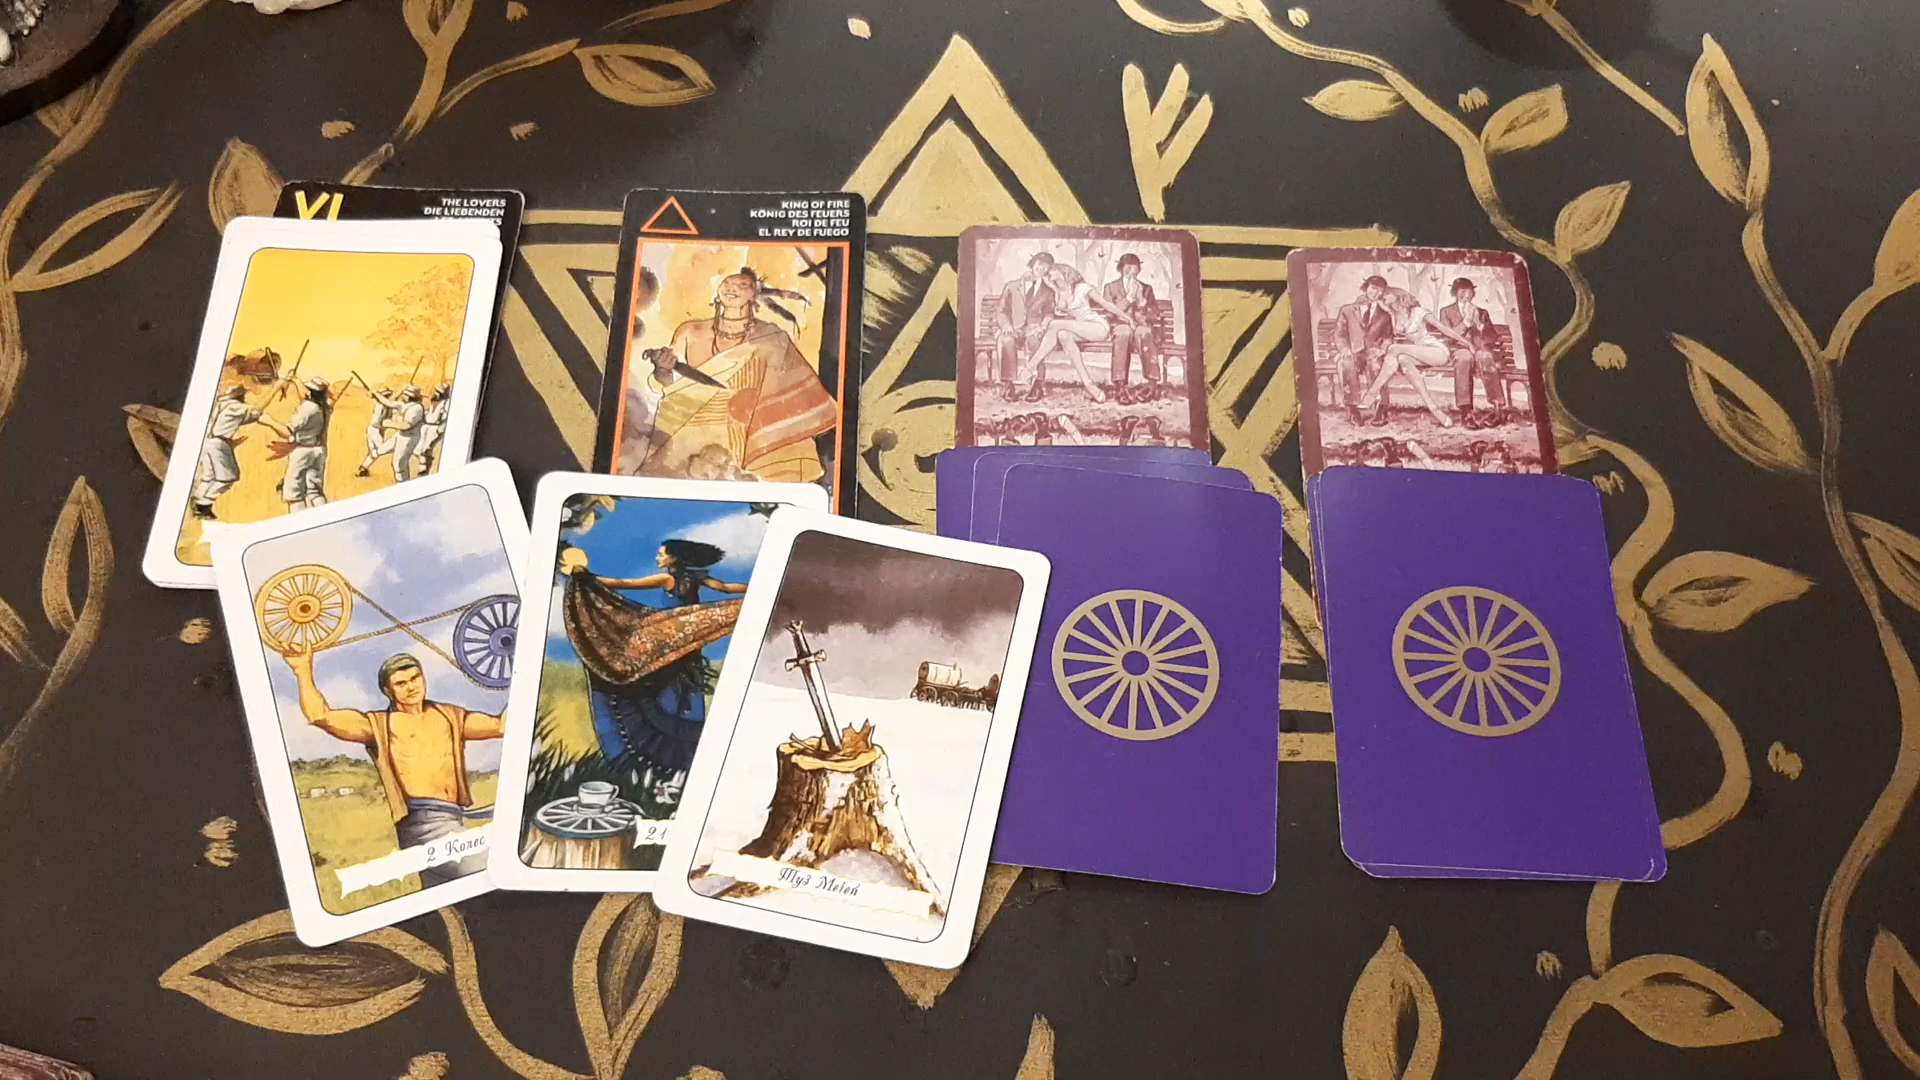 VI
THE LOVERS
DIE LIEBENDEN
KING OF FIRE
KÖNIG DES FEUERS
ROI DE FEU
EL REY DE FUEGO
2 Колес
21
Туз Мечей